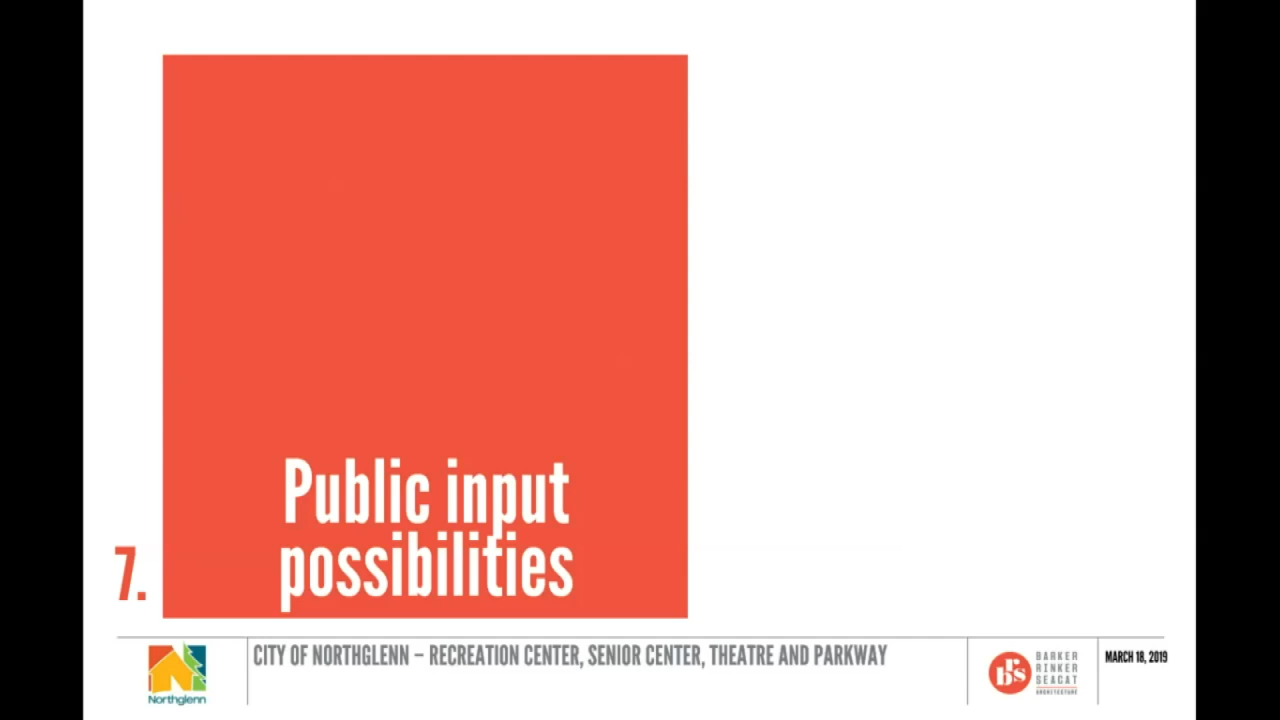 Public input
possibilities
7.
Northglenn
CITY OF NORTHGLENN – RECREATION CENTER, SENIOR CENTER, THEATRE AND PARKWAY
brs
BARKER
RINKER
SEACAT
ARCHITECTURE
MARCH 18, 2019